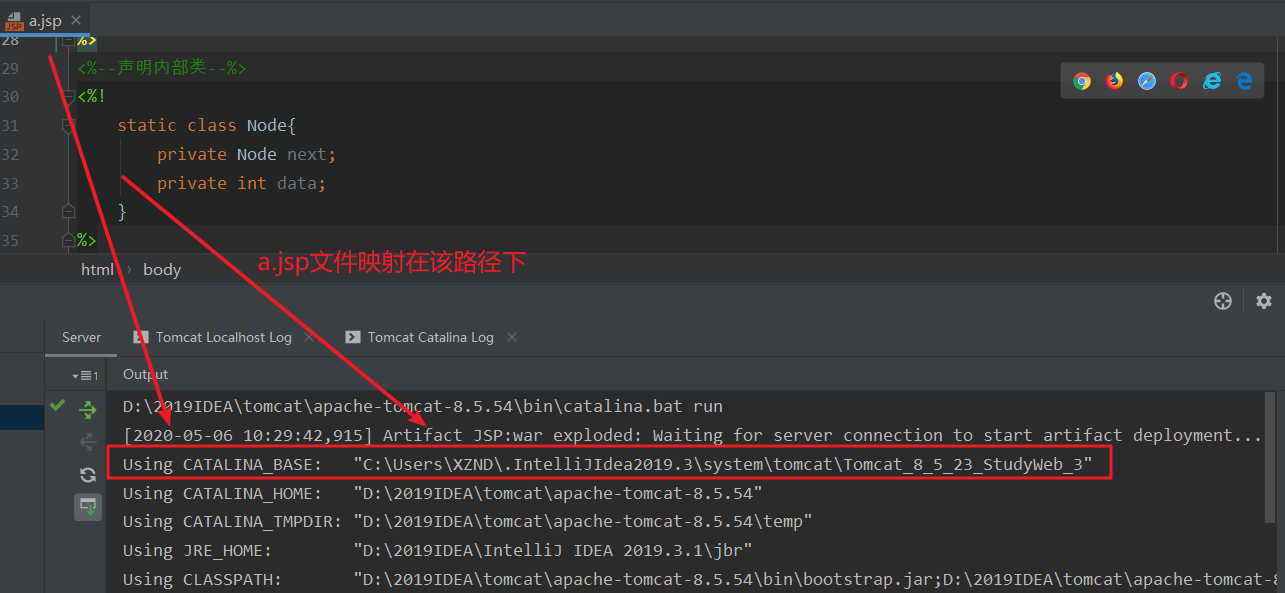 a.jsp
28 %>
29 <%--声明内部类--%>
30 <%!
31 static class Node{
32 private Node next;
33 private int data;
34 }
35 %>
a.jsp文件映射在该路径下
html › body
Server Tomcat Localhost Log Tomcat Catalina Log
1 Output
D:\2019IDEA\tomcat\apache-tomcat-8.5.54\bin\catalina.bat run
[2020-05-06 10:29:42,915] Artifact JSP:war exploded: Waiting for server connection to start artifact deployment...
Using CATALINA_BASE: "C:\Users\XZND\.IntelliJIdea2019.3\system\tomcat\Tomcat_8_5_23_StudyWeb_3"
Using CATALINA_HOME: "D:\2019IDEA\tomcat\apache-tomcat-8.5.54"
Using CATALINA_TMPDIR: "D:\2019IDEA\tomcat\apache-tomcat-8.5.54\temp"
Using JRE_HOME: "D:\2019IDEA\IntelliJ IDEA 2019.3.1\jbr"
Using CLASSPATH: "D:\2019IDEA\tomcat\apache-tomcat-8.5.54\bin\bootstrap.jar;D:\2019IDEA\tomcat\apache-tomcat-8